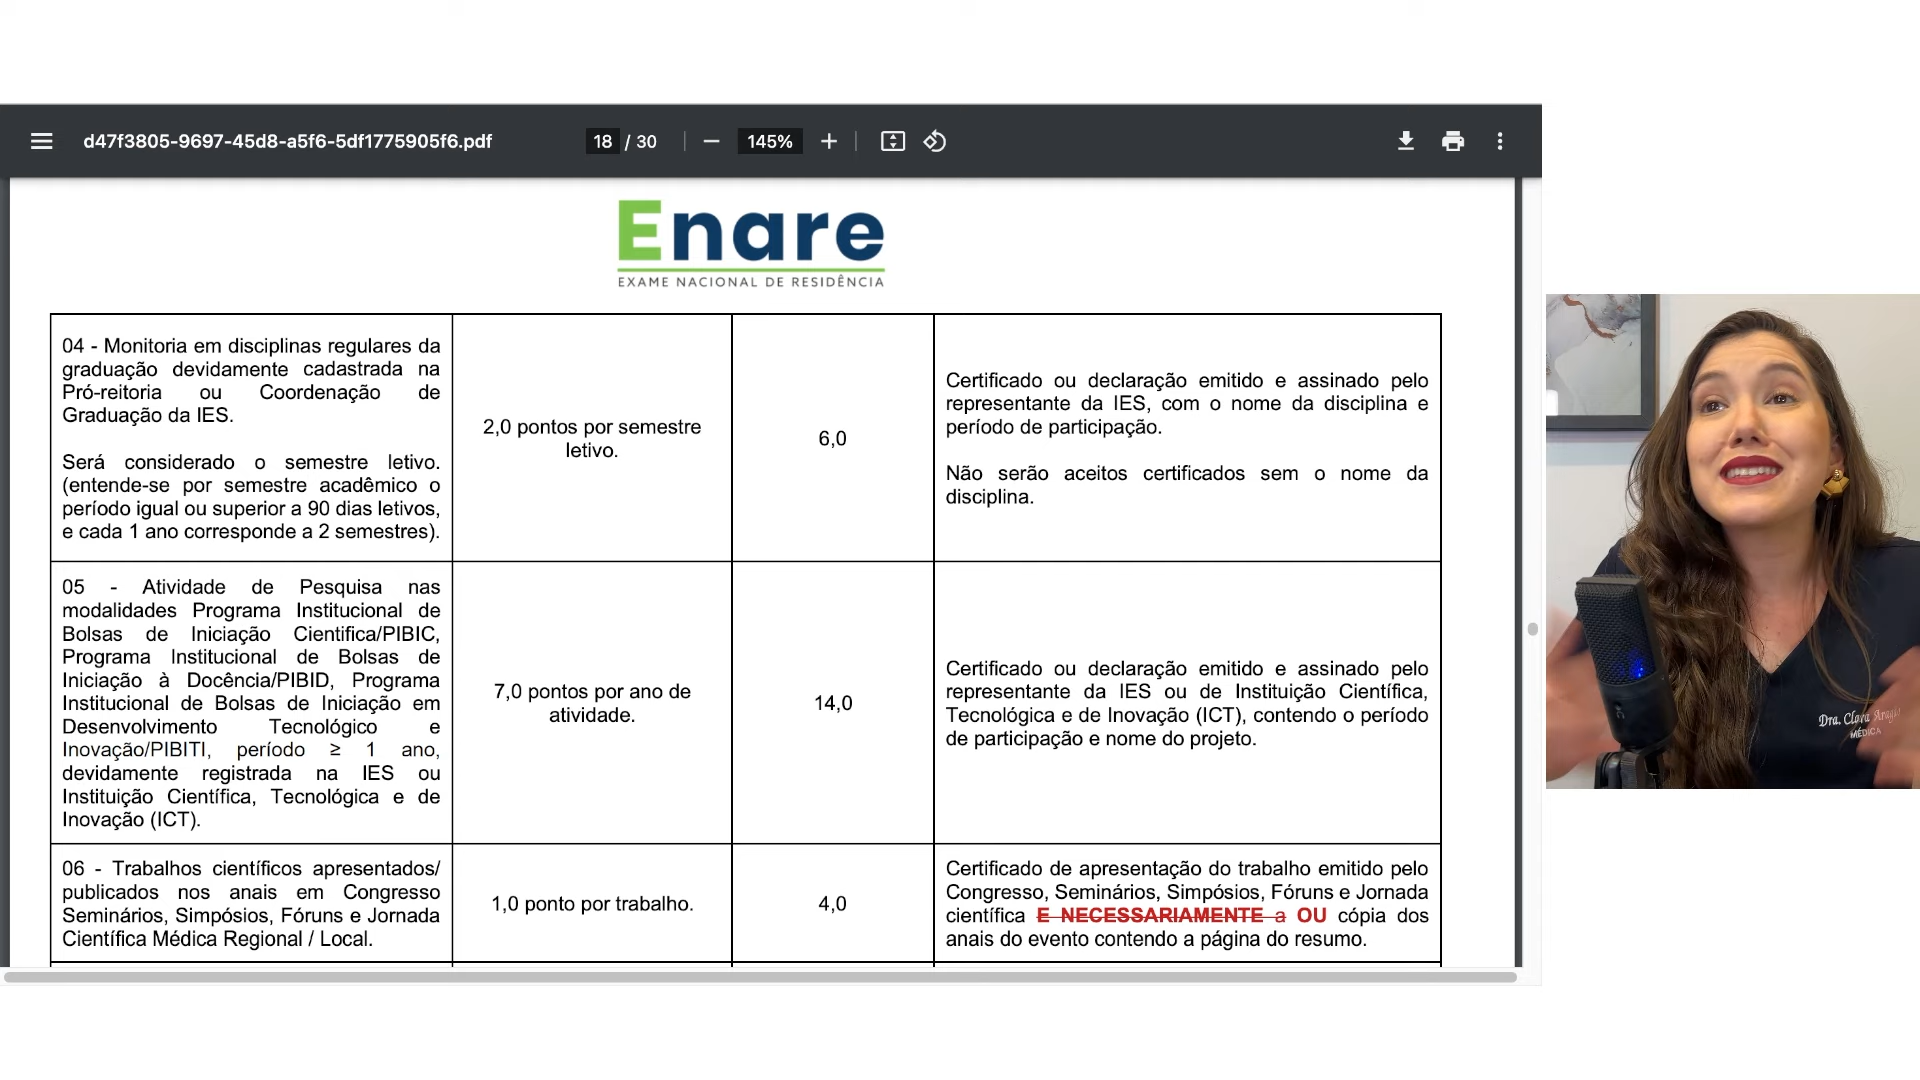 d47f3805-9697-45d8-a5f6-5df1775905f6.pdf
18 / 30
145%
Enare
EXAME NACIONAL DE RESIDÊNCIA
04 - Monitoria em disciplinas regulares da
graduação devidamente cadastrada na
Pró-reitoria ou Coordenação de
Graduação da IES.
Será considerado o semestre letivo.
(entende-se por semestre acadêmico o
período igual ou superior a 90 dias letivos,
e cada 1 ano corresponde a 2 semestres).
2,0 pontos por semestre
letivo.
6,0
Certificado ou declaração emitido e assinado pelo
representante da IES, com o nome da disciplina e
período de participação.
Não serão aceitos certificados sem o nome da
disciplina.
05 - Atividade de Pesquisa nas
modalidades Programa Institucional de
Bolsas de Iniciação Cientifica/PIBIC,
Programa Institucional de Bolsas de
Iniciação à Docência/PIBID, Programa
Institucional de Bolsas de Iniciação em
Desenvolvimento Tecnológico e
Inovação/PIBITI, período ≥ 1 ano,
devidamente registrada na IES ou
Instituição Científica, Tecnológica e de
Inovação (ICT).
7,0 pontos por ano de
atividade.
14,0
Certificado ou declaração emitido e assinado pelo
representante da IES ou de Instituição Científica,
Tecnológica e de Inovação (ICT), contendo o período
de participação e nome do projeto.
06 - Trabalhos científicos apresentados/
publicados nos anais em Congresso
Seminários, Simpósios, Fóruns e Jornada
Científica Médica Regional / Local.
1,0 ponto por trabalho.
4,0
Certificado de apresentação do trabalho emitido pelo
Congresso, Seminários, Simpósios, Fóruns e Jornada
científica E NECESSARIAMENTE a OU cópia dos
anais do evento contendo a página do resumo.
Dra. Clara
MÉDICA